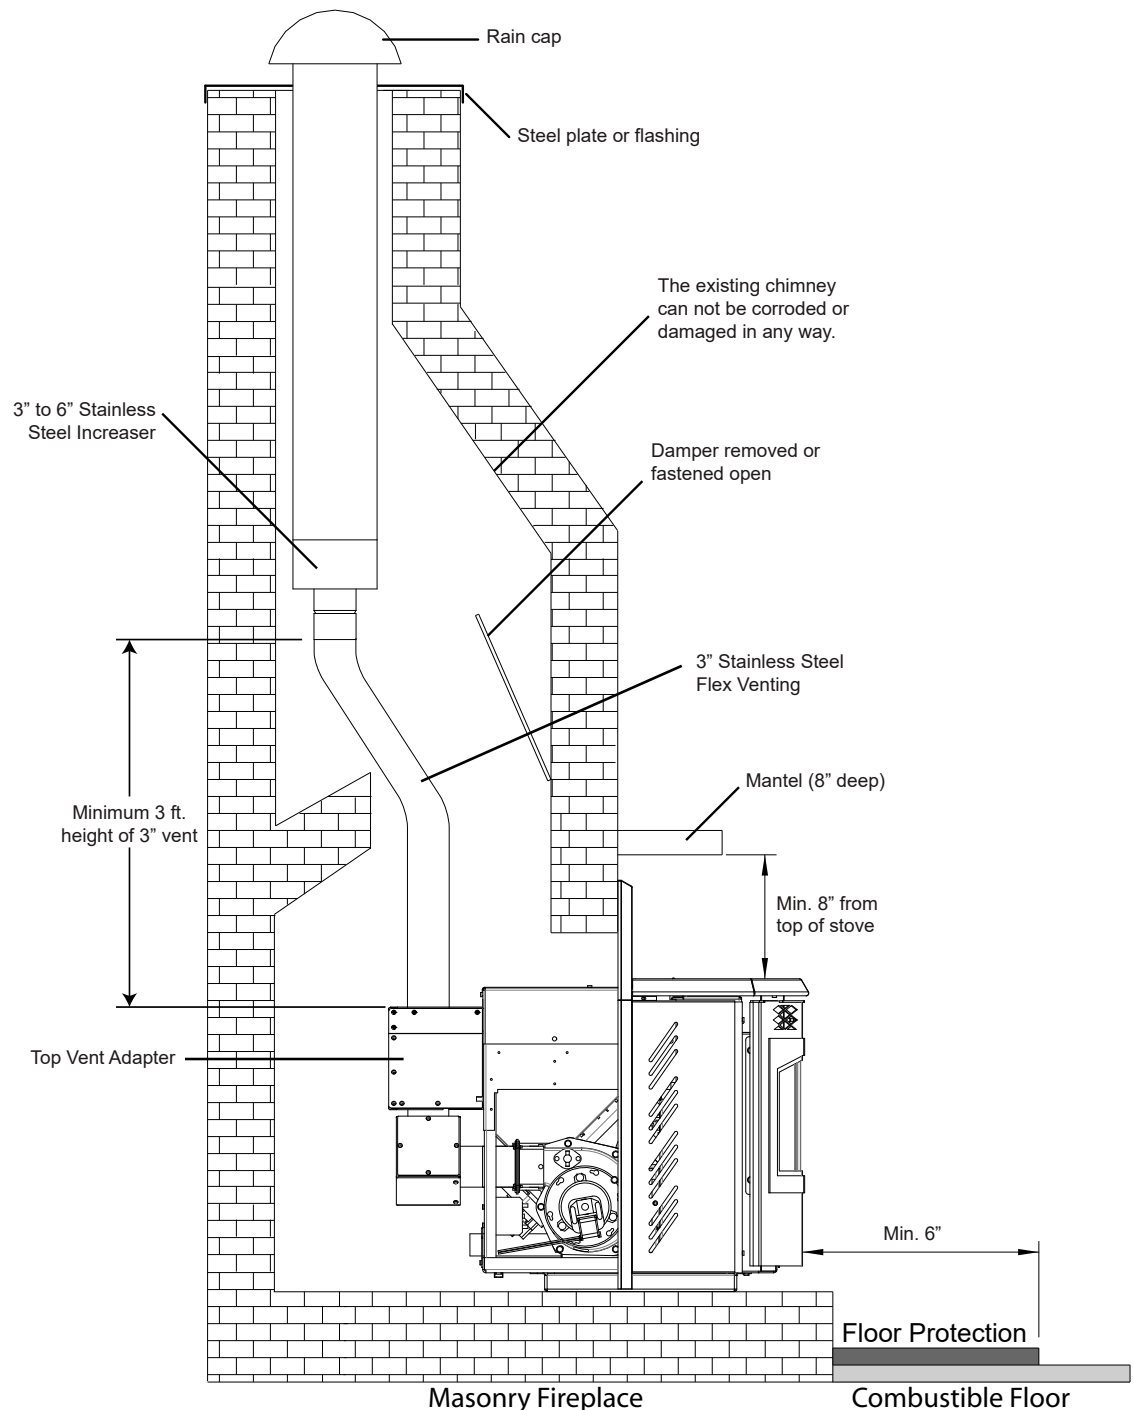 Rain cap
Steel plate or flashing
The existing chimney
can not be corroded or
damaged in any way.
3” to 6” Stainless
Steel Increaser
Damper removed or
fastened open
3” Stainless Steel
Flex Venting
Mantel (8” deep)
Minimum 3 ft.
height of 3” vent
Min. 8” from
top of stove
Top Vent Adapter
Min. 6”
Floor Protection
Masonry Fireplace
Combustible Floor